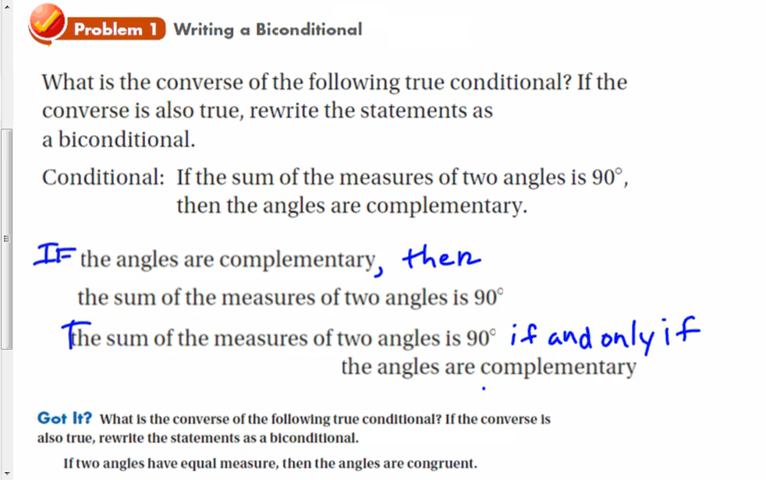 Problem 1 Writing a Biconditional
What is the converse of the following true conditional? If the
converse is also true, rewrite the statements as
a biconditional.
Conditional: If the sum of the measures of two angles is 90°,
then the angles are complementary.
IF the angles are complementary, then
the sum of the measures of two angles is 90°
The sum of the measures of two angles is 90° if and only if
the angles are complementary
Got It? What is the converse of the following true conditional? If the converse is
also true, rewrite the statements as a biconditional.
If two angles have equal measure, then the angles are congruent.